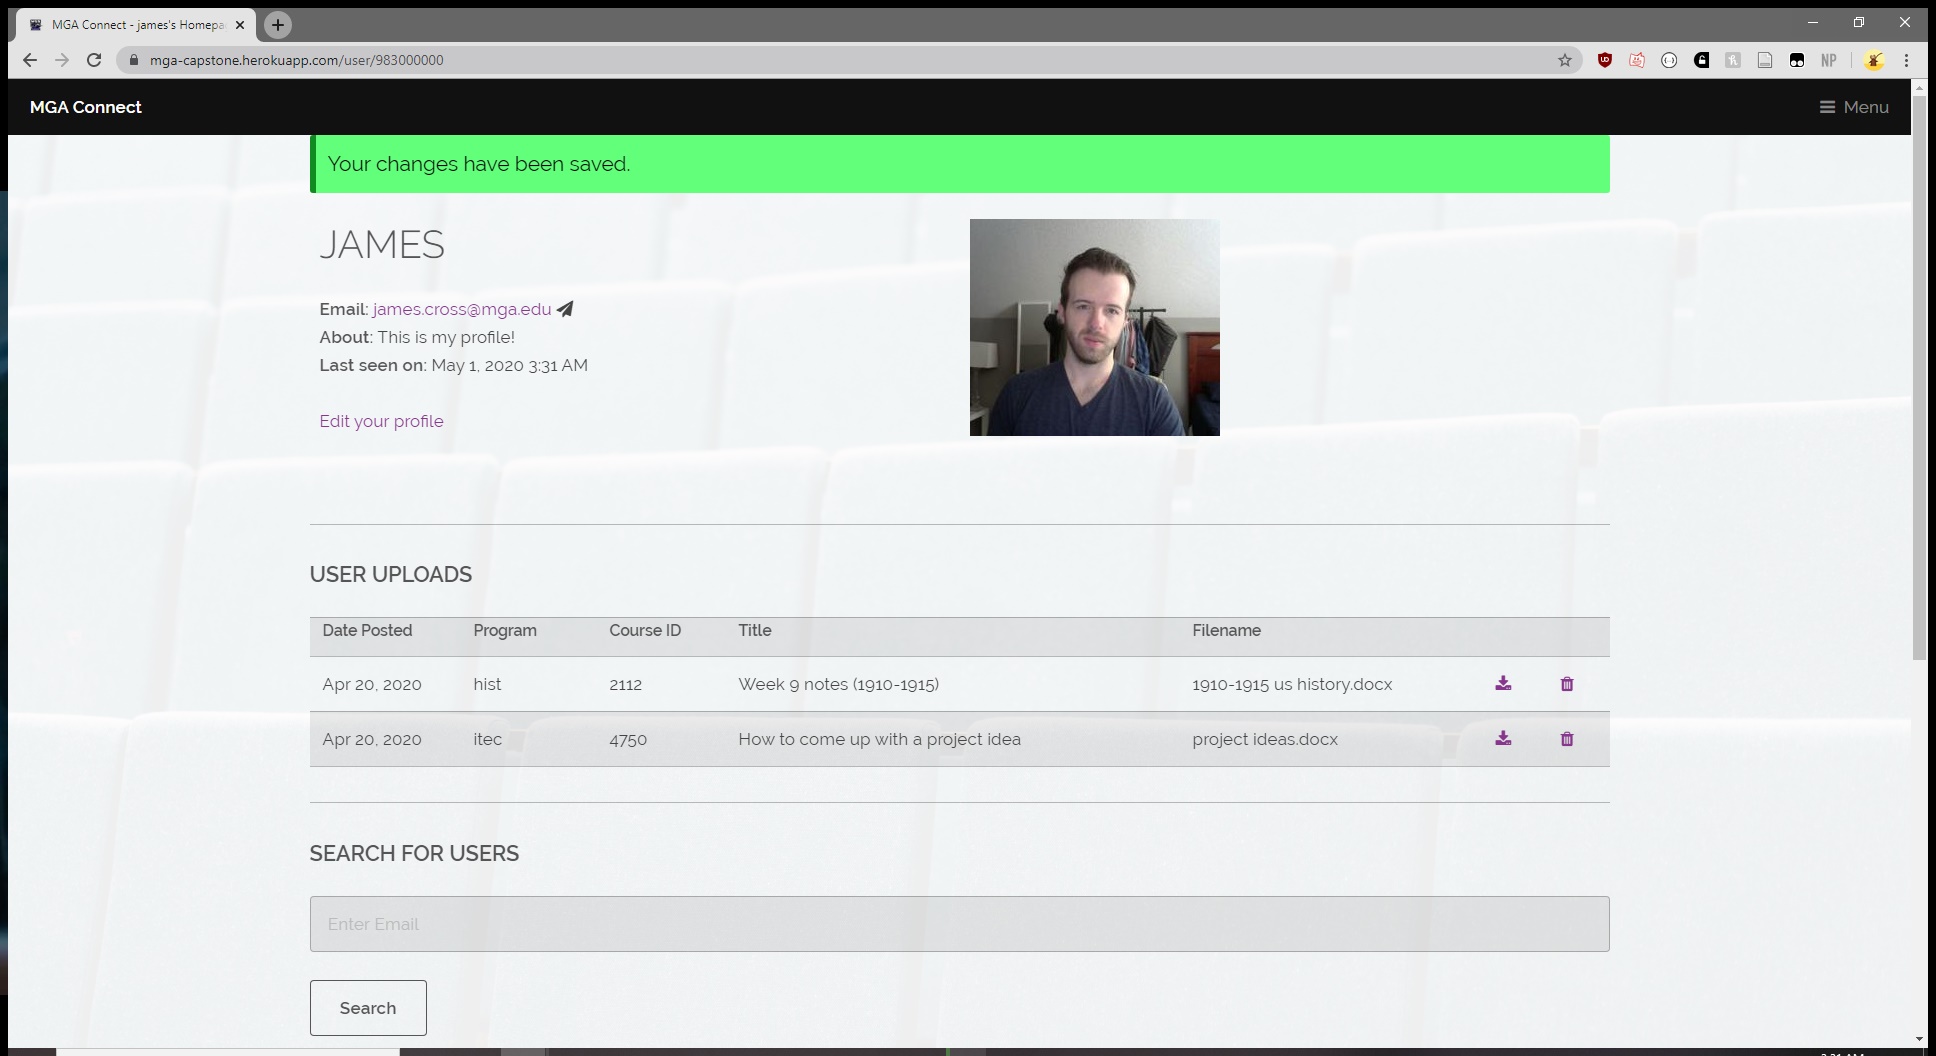 MGA Connect - james's Homepa
mga-capstone.herokuapp.com/user/983000000
NP
MGA Connect
Menu
Your changes have been saved.
JAMES
Email: james.cross@mga.edu
About: This is my profile!
Last seen on: May 1, 2020 3:31 AM
Edit your profile
USER UPLOADS
Date Posted Program Course ID Title Filename
Apr 20, 2020 hist 2112 Week 9 notes (1910-1915) 1910-1915 us history.docx
Apr 20, 2020 itec 4750 How to come up with a project idea project ideas.docx
SEARCH FOR USERS
Enter Email
Search